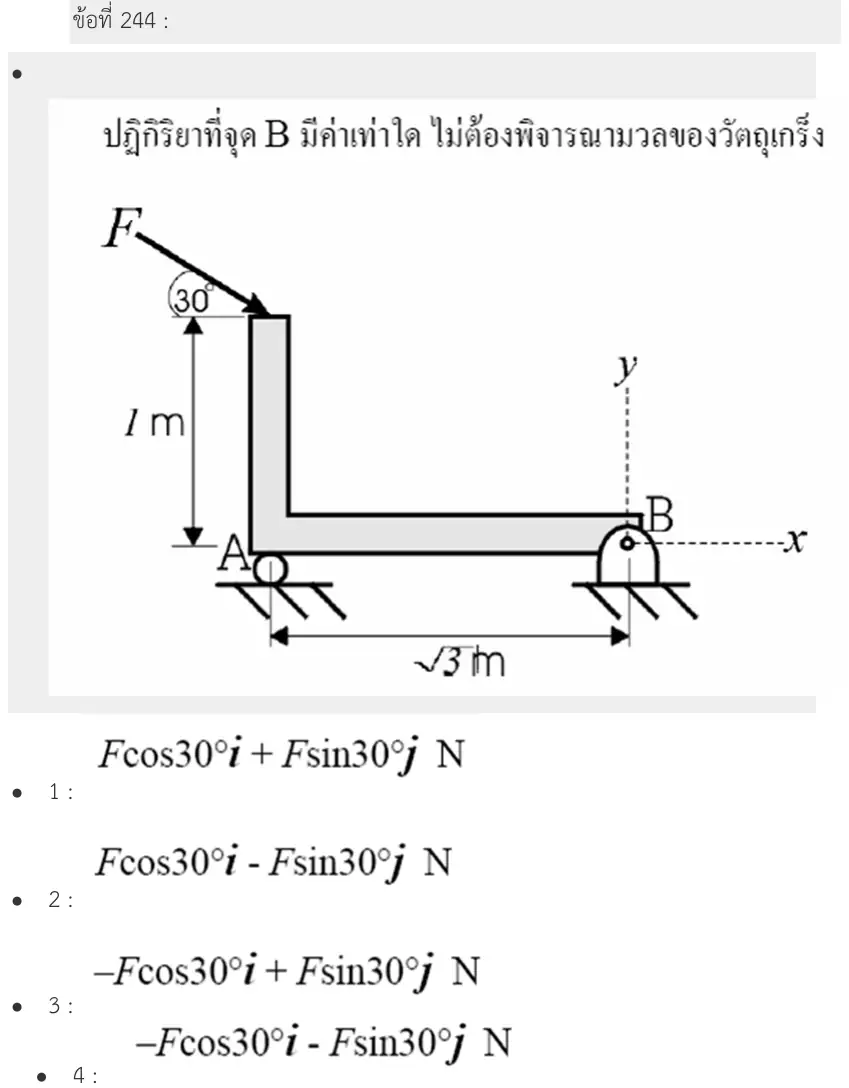 ข้อที่ 244 :
ปฏิกิริยาที่จุด B มีค่าเท่าใด ไม่ต้องพิจารณามวลของวัตถุเกร็ง
F
30°
y
1 m
B
x
A
√3 m
Fcos30°i + Fsin30°j N
1 :
Fcos30°i - Fsin30°j N
2 :
–Fcos30°i + Fsin30°j N
3 :
–Fcos30°i - Fsin30°j N
4 :